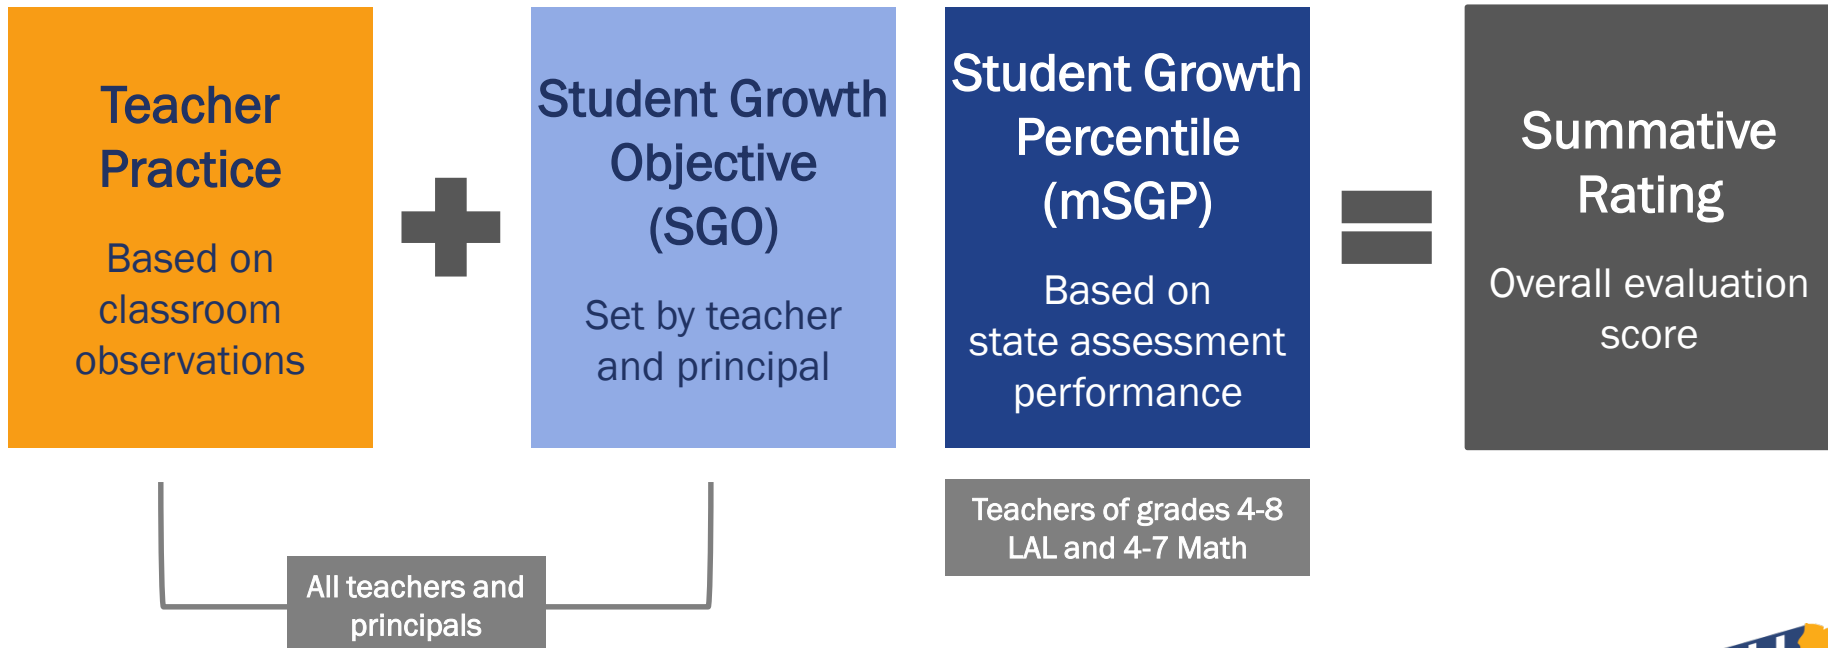 Teacher
Practice
Based on
classroom
observations
Student Growth
Objective
(SGO)
Set by teacher
and principal
Student Growth
Percentile
(mSGP)
Based on
state assessment
performance
Summative
Rating
Overall evaluation
score
Teachers of grades 4-8
LAL and 4-7 Math
All teachers and
principals